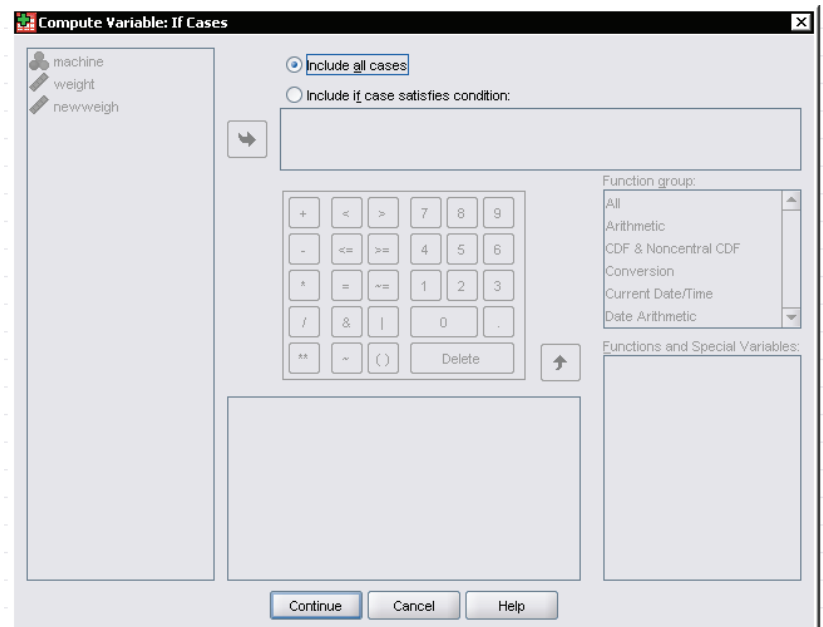 Compute Variable: If Cases
machine
weight
newweigh
Include all cases
Include if case satisfies condition:
+ < > 7 8 9
- <= >= 4 5 6
* = ~= 1 2 3
/ & | 0 .
** ~ ( ) Delete
Function group:
All
Arithmetic
CDF & Noncentral CDF
Conversion
Current Date/Time
Date Arithmetic
Functions and Special Variables:
Continue Cancel Help